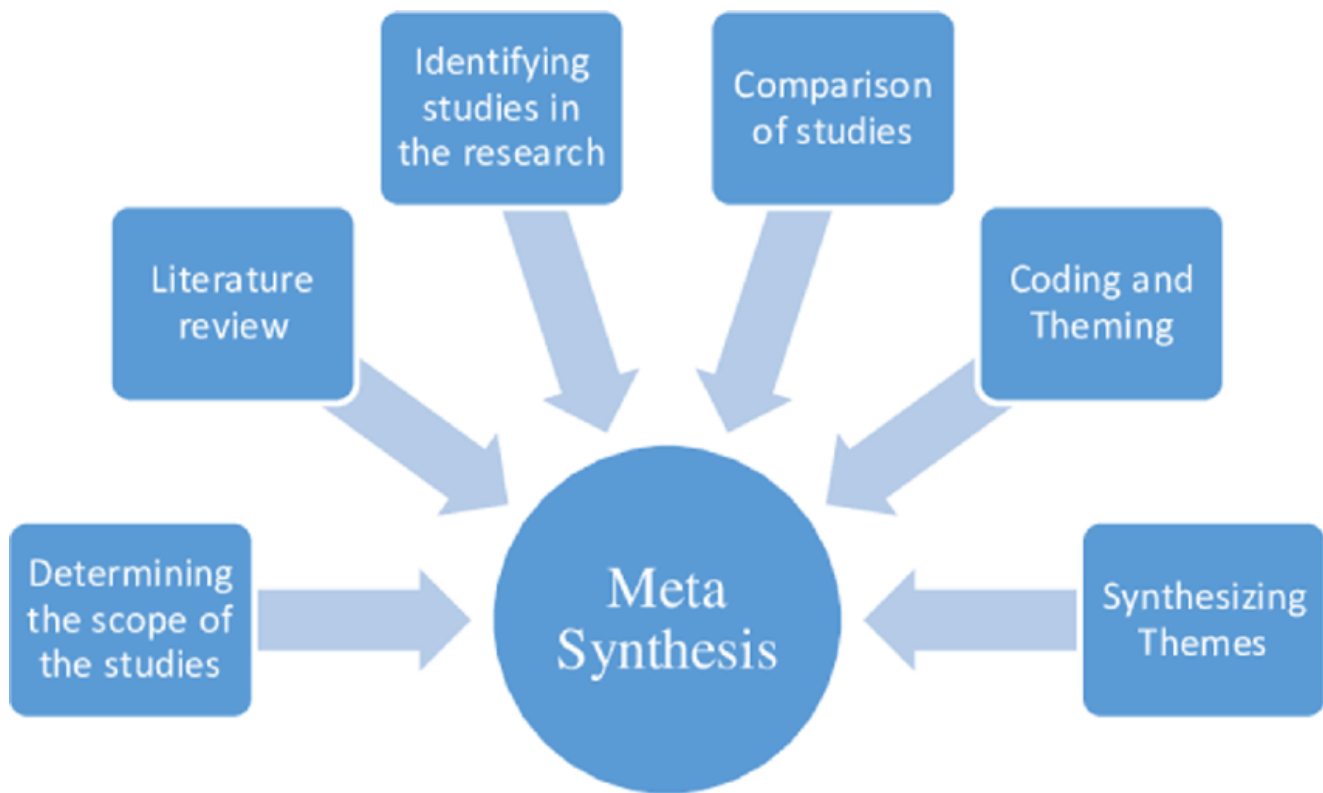 Identifying
studies in
the research
Comparison
of studies
Literature
review
Coding and
Theming
Determining
the scope of
the studies
Meta
Synthesis
Synthesizing
Themes